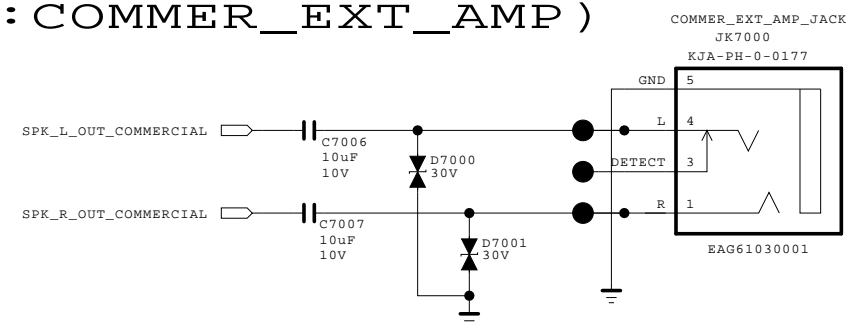 :COMMER_EXT_AMP)
COMMER_EXT_AMP_JACK
JK7000
KJA-PH-0-0177
GND 5
SPK_L_OUT_COMMERCIAL
L 4
C7006
10uF
10V
D7000
30V
DETECT 3
SPK_R_OUT_COMMERCIAL
R 1
C7007
10uF
10V
D7001
30V
EAG61030001